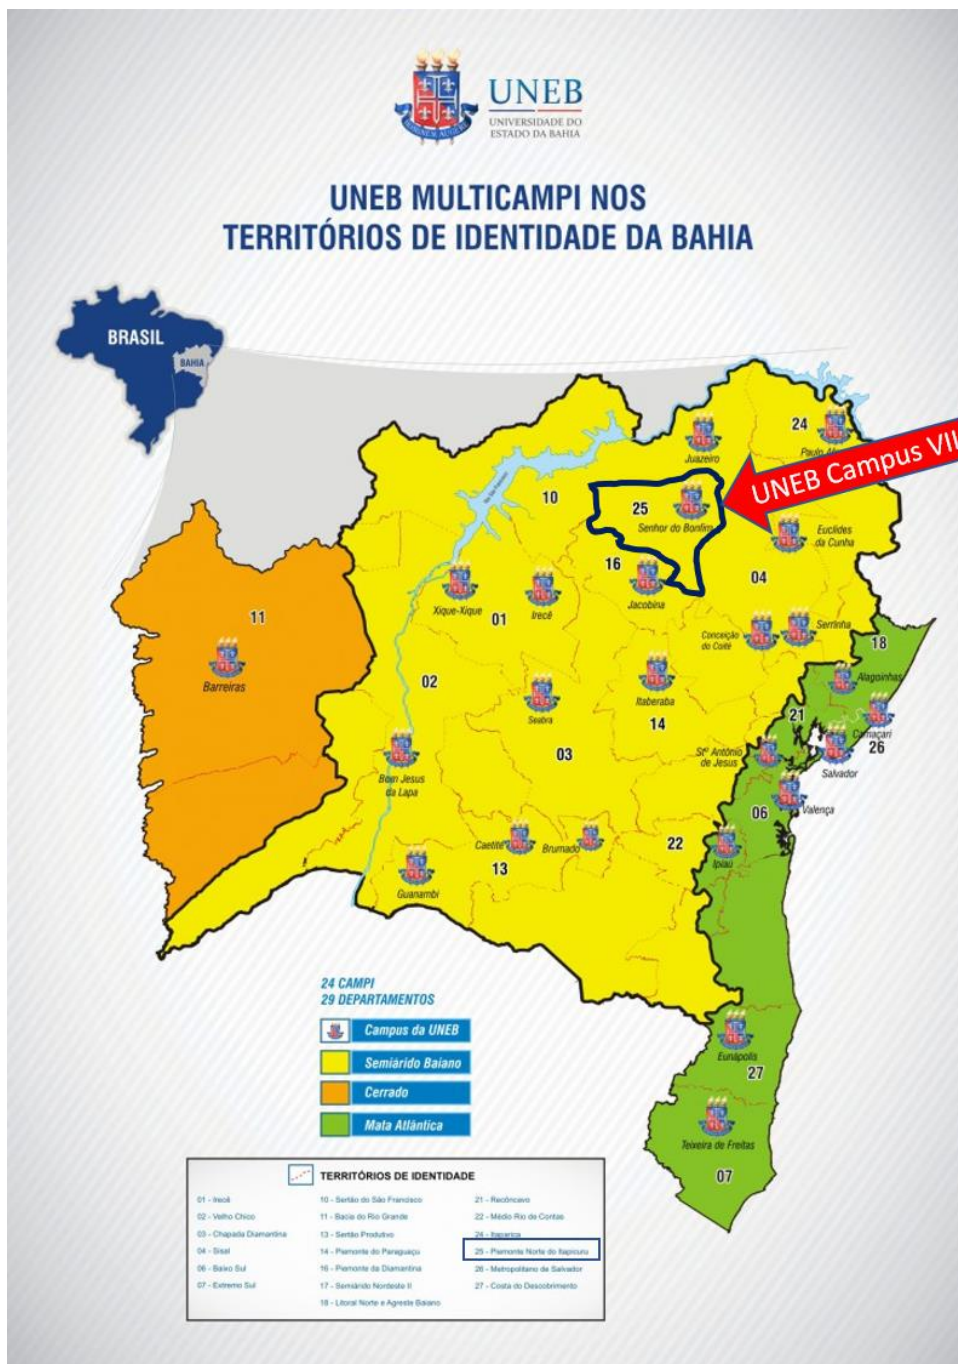 UNEB
UNIVERSIDADE DO
ESTADO DA BAHIA
UNEB MULTICAMPI NOS
TERRITÓRIOS DE IDENTIDADE DA BAHIA
BRASIL
BAHIA
24
Juazeiro
UNEB Campus VII
10
25
Senhor do Bonfim
Euclides
da Cunha
16
04
Jacobina
Xique-Xique
01
Irecê
11
Barreiras
Conceição
do Coité
Serrinha
18
02
Alagoinhas
Itaberaba
Seabra
14
21
Camaçari
26
03
Stº Antônio
de Jesus
Salvador
Bom Jesus
da Lapa
Valença
06
Caetité
Brumado
22
Ipiaú
13
Guanambi
24 CAMPI
29 DEPARTAMENTOS
Campus da UNEB
Semiárido Baiano
Cerrado
Mata Atlântica
Eunápolis
27
Teixeira de Freitas
07
TERRITÓRIOS DE IDENTIDADE
01 - Irecê
02 - Velho Chico
03 - Chapada Diamantina
04 - Sisal
06 - Baixo Sul
07 - Extremo Sul
10 - Sertão do São Francisco
11 - Bacia do Rio Grande
13 - Sertão Produtivo
14 - Piemonte do Paraguaçu
16 - Piemonte da Diamantina
17 - Semiárido Nordeste II
18 - Litoral Norte e Agreste Baiano
21 - Recôncavo
22 - Médio Rio de Contas
24 - Itaparica
25 - Piemonte Norte do Itapicuru
26 - Metropolitano de Salvador
27 - Costa do Descobrimento